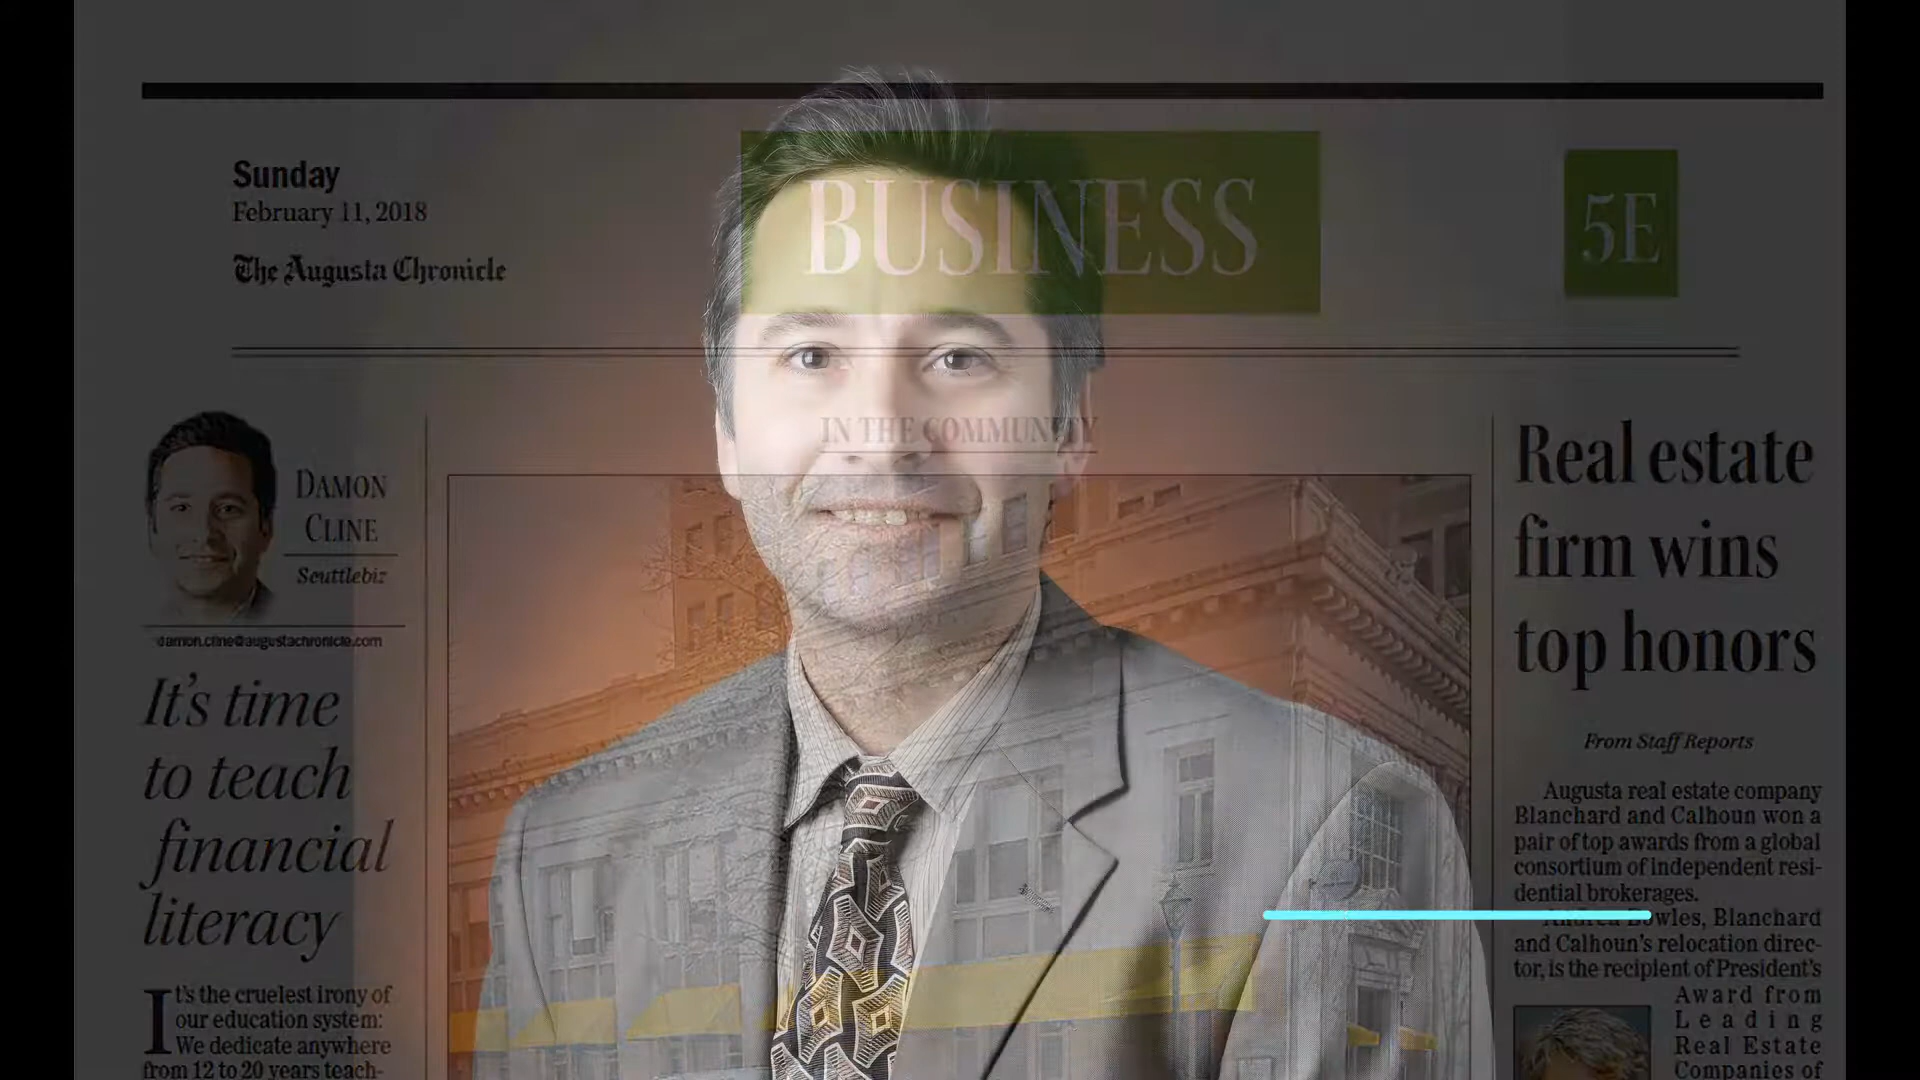 Sunday
February 11, 2018
The Augusta Chronicle
BUSINESS
5E
DAMON
CLINE
Scuttlebiz
damon.cline@augustachronicle.com
It's time
to teach
financial
literacy
It's the cruelest irony of
our education system:
We dedicate anywhere
from 12 to 20 years teach-
IN THE COMMUNITY
Real estate
firm wins
top honors
From Staff Reports
Augusta real estate company
Blanchard and Calhoun won a
pair of top awards from a global
consortium of independent resi-
dential brokerages.
Bowles, Blanchard
and Calhoun's relocation direc-
tor, is the recipient of President's
Award from
Leading
Real Estate
Companies of